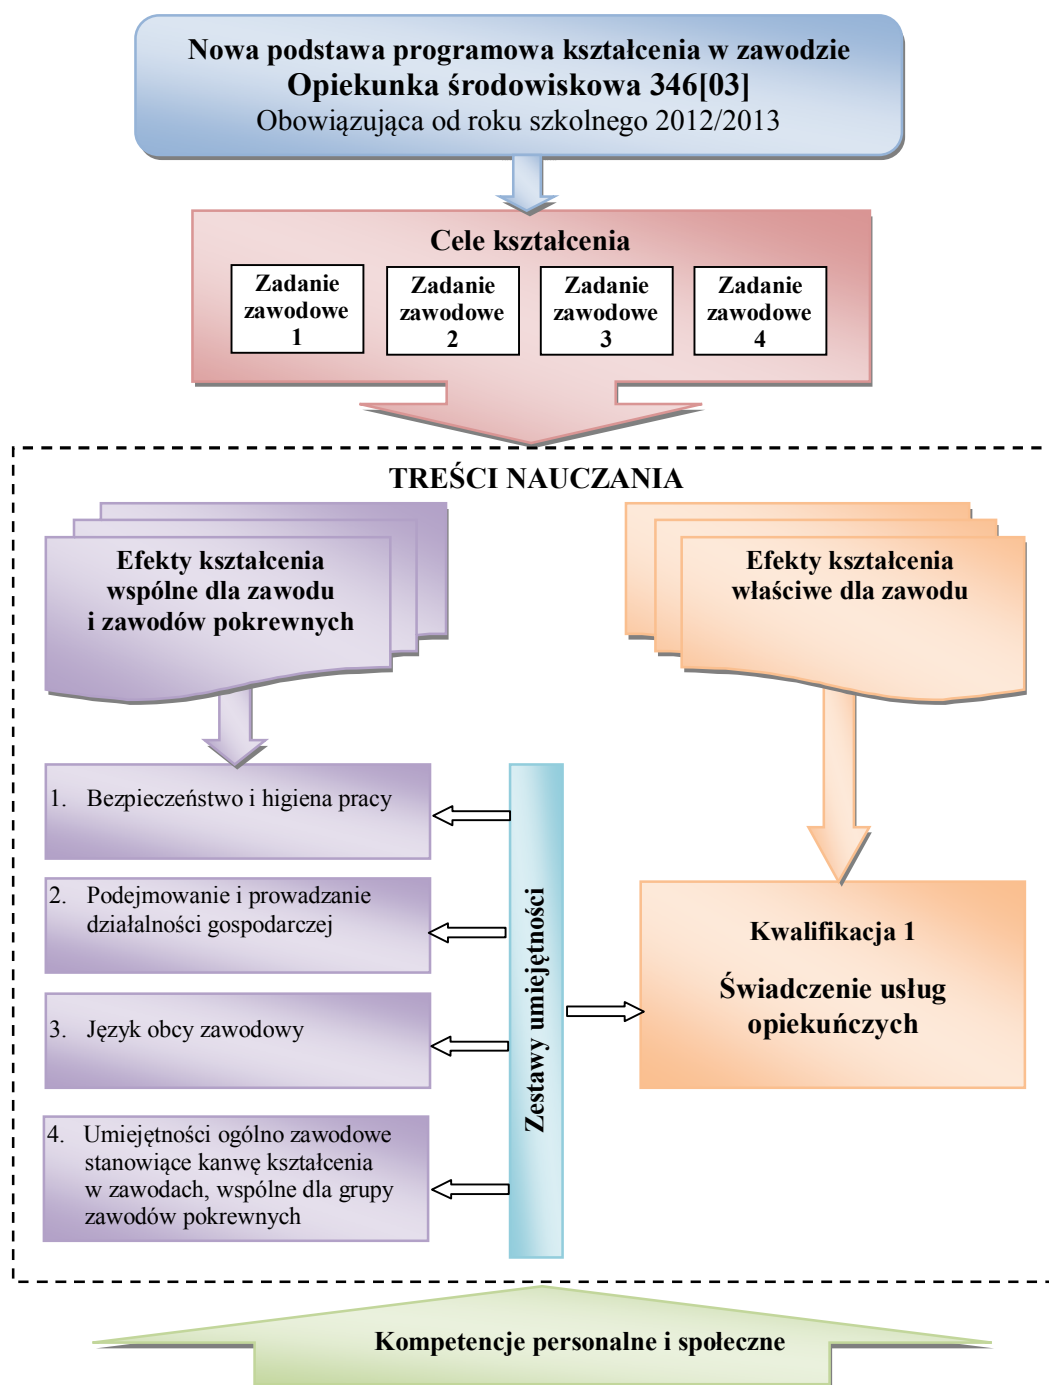 Nowa podstawa programowa kształcenia w zawodzie
Opiekunka środowiskowa 346[03]
Obowiązująca od roku szkolnego 2012/2013
Cele kształcenia
Zadanie
zawodowe
1
Zadanie
zawodowe
2
Zadanie
zawodowe
3
Zadanie
zawodowe
4
TREŚCI NAUCZANIA
Efekty kształcenia
wspólne dla zawodu
i zawodów pokrewnych
Efekty kształcenia
właściwe dla zawodu
1. Bezpieczeństwo i higiena pracy
2. Podejmowanie i prowadzanie
działalności gospodarczej
3. Język obcy zawodowy
4. Umiejętności ogólno zawodowe
stanowiące kanwę kształcenia
w zawodach, wspólne dla grupy
zawodów pokrewnych
Zestawy umiejętności
Kwalifikacja 1
Świadczenie usług
opiekuńczych
Kompetencje personalne i społeczne